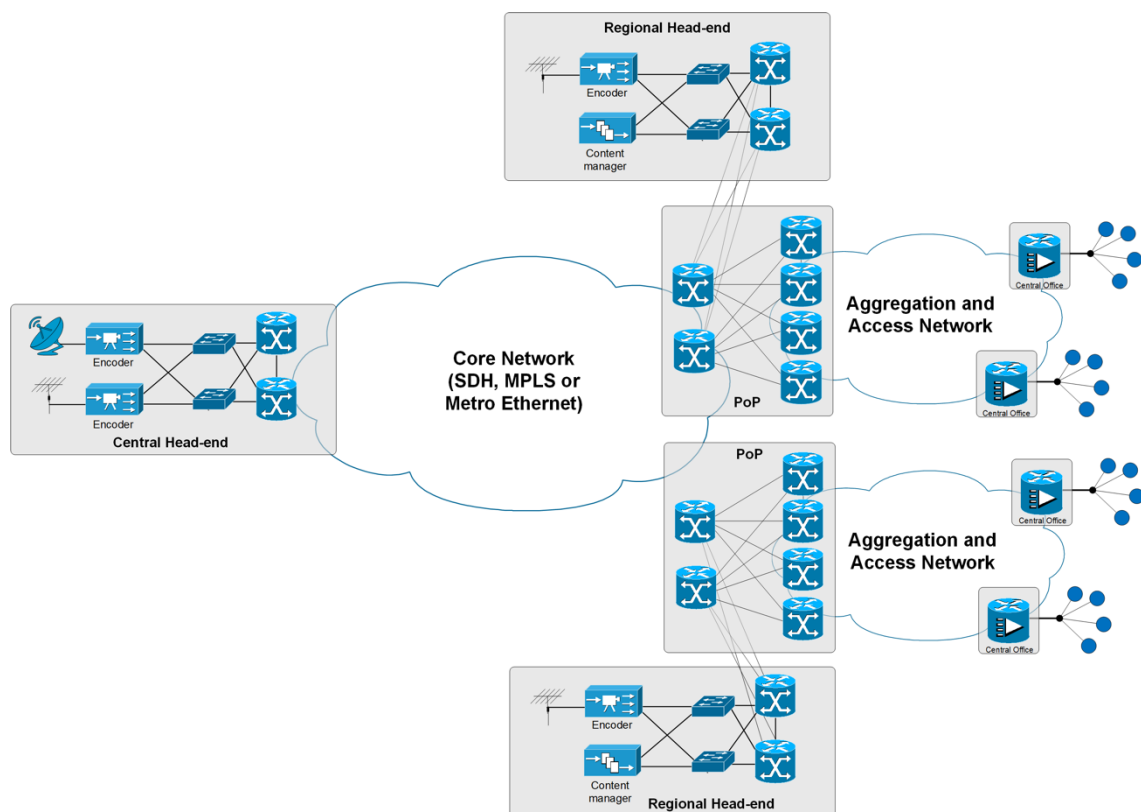 Regional Head-end
Encoder
Content
manager
Central Office
Aggregation and
Access Network
Central Office
PoP
Core Network
(SDH, MPLS or
Metro Ethernet)
Encoder
Encoder
Central Head-end
PoP
Central Office
Aggregation and
Access Network
Central Office
Encoder
Content
manager
Regional Head-end